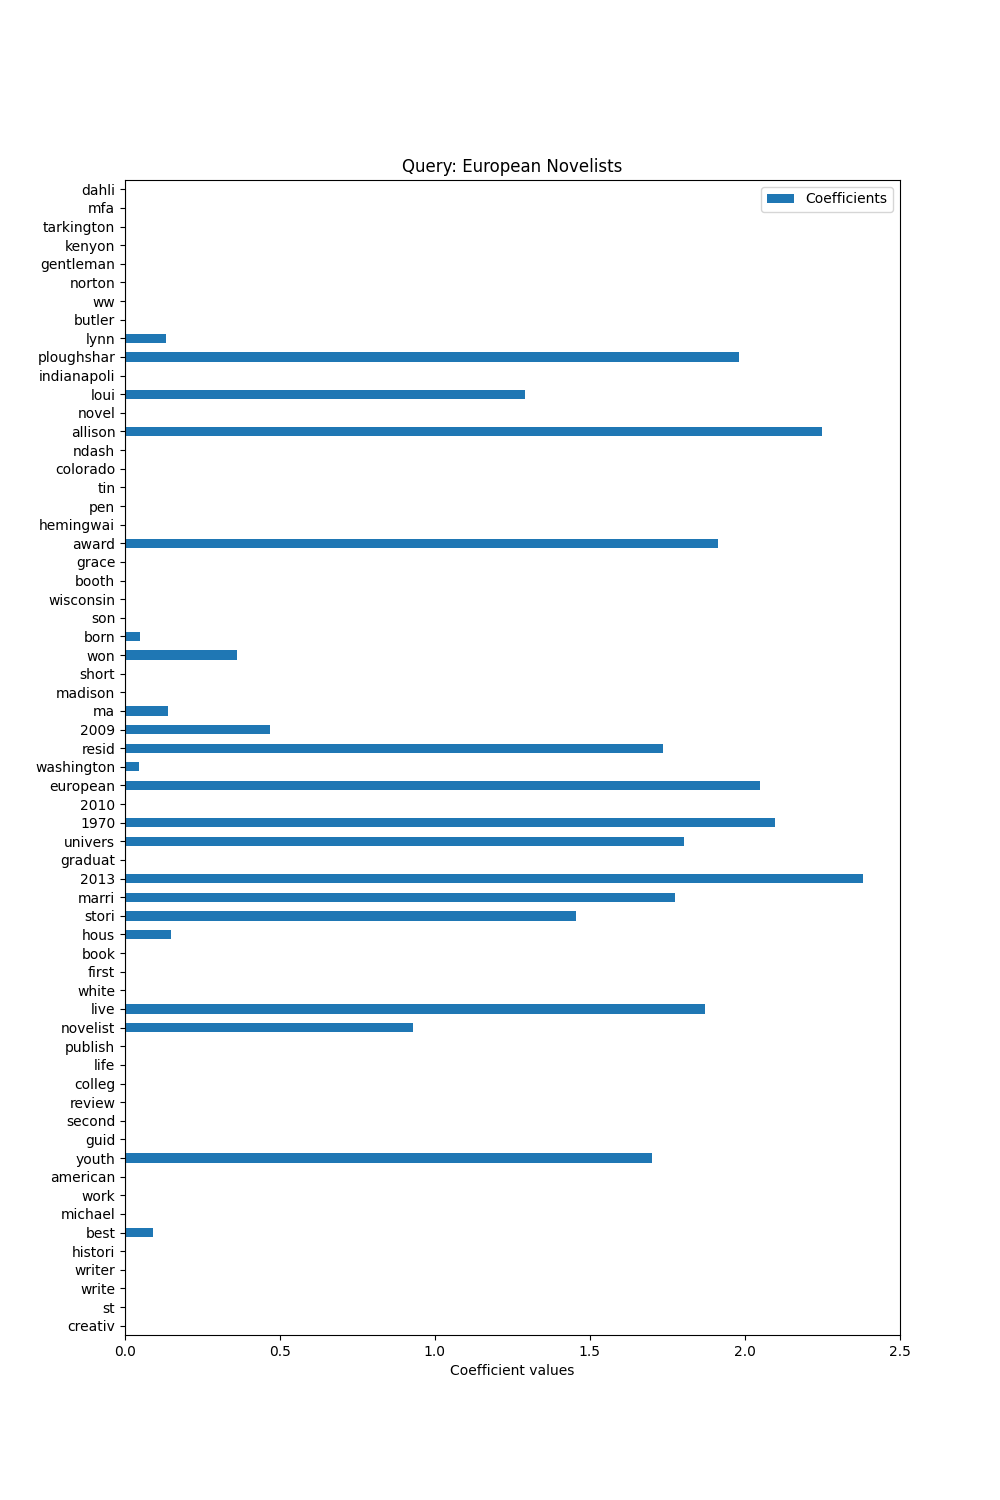 Query: European Novelists
Coefficients
dahli
mfa
tarkington
kenyon
gentleman
norton
ww
butler
lynn
ploughshar
indianapoli
loui
novel
allison
ndash
colorado
tin
pen
hemingwai
award
grace
booth
wisconsin
son
born
won
short
madison
ma
2009
resid
washington
european
2010
1970
univers
graduat
2013
marri
stori
hous
book
first
white
live
novelist
publish
life
colleg
review
second
guid
youth
american
work
michael
best
histori
writer
write
st
creativ
0.0 0.5 1.0 1.5 2.0 2.5
Coefficient values